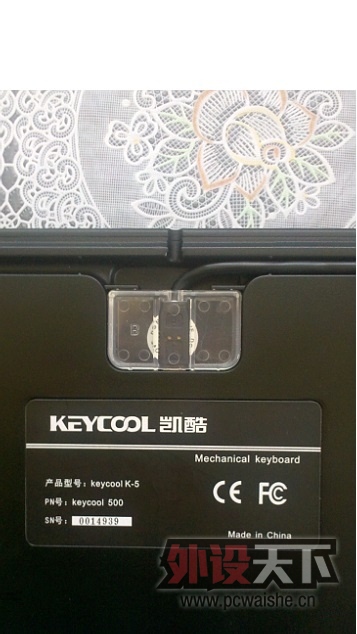 KEYCOOL 凯酷
Mechanical keyboard
产品型号: keycool K-5
PN号: keycool 500
SN号: 0014939
CE FC
Made in China
外设天下
www.pcwaishe.cn